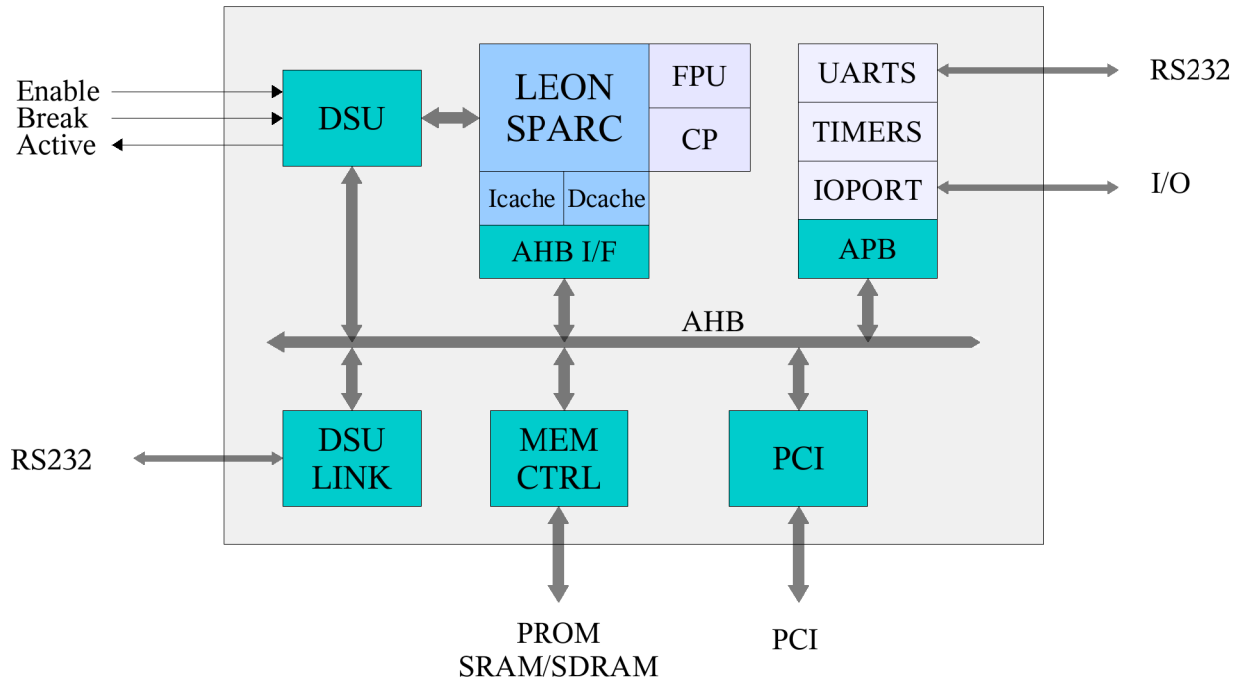 Enable
Break
Active
DSU
LEON
SPARC
FPU
CP
Icache
Dcache
AHB I/F
UARTS
TIMERS
IOPORT
APB
RS232
I/O
AHB
RS232
DSU
LINK
MEM
CTRL
PCI
PROM
SRAM/SDRAM
PCI